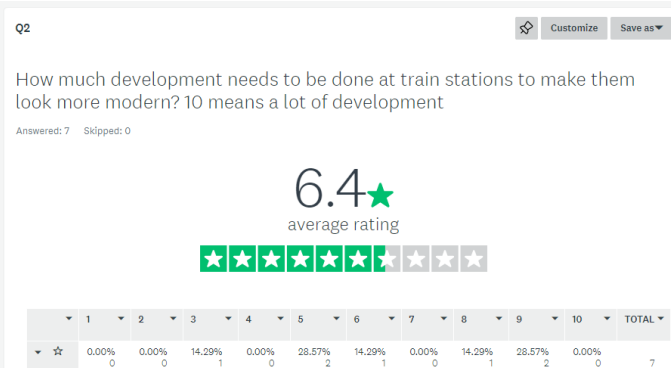 Q2
Customize
Save as
How much development needs to be done at train stations to make them
look more modern? 10 means a lot of development
Answered: 7 Skipped: 0
6.4
average rating
1 2 3 4 5 6 7 8 9 10 TOTAL
0.00% 0.00% 14.29% 0.00% 28.57% 14.29% 0.00% 14.29% 28.57% 0.00%
0 0 1 0 2 1 0 1 2 0 7